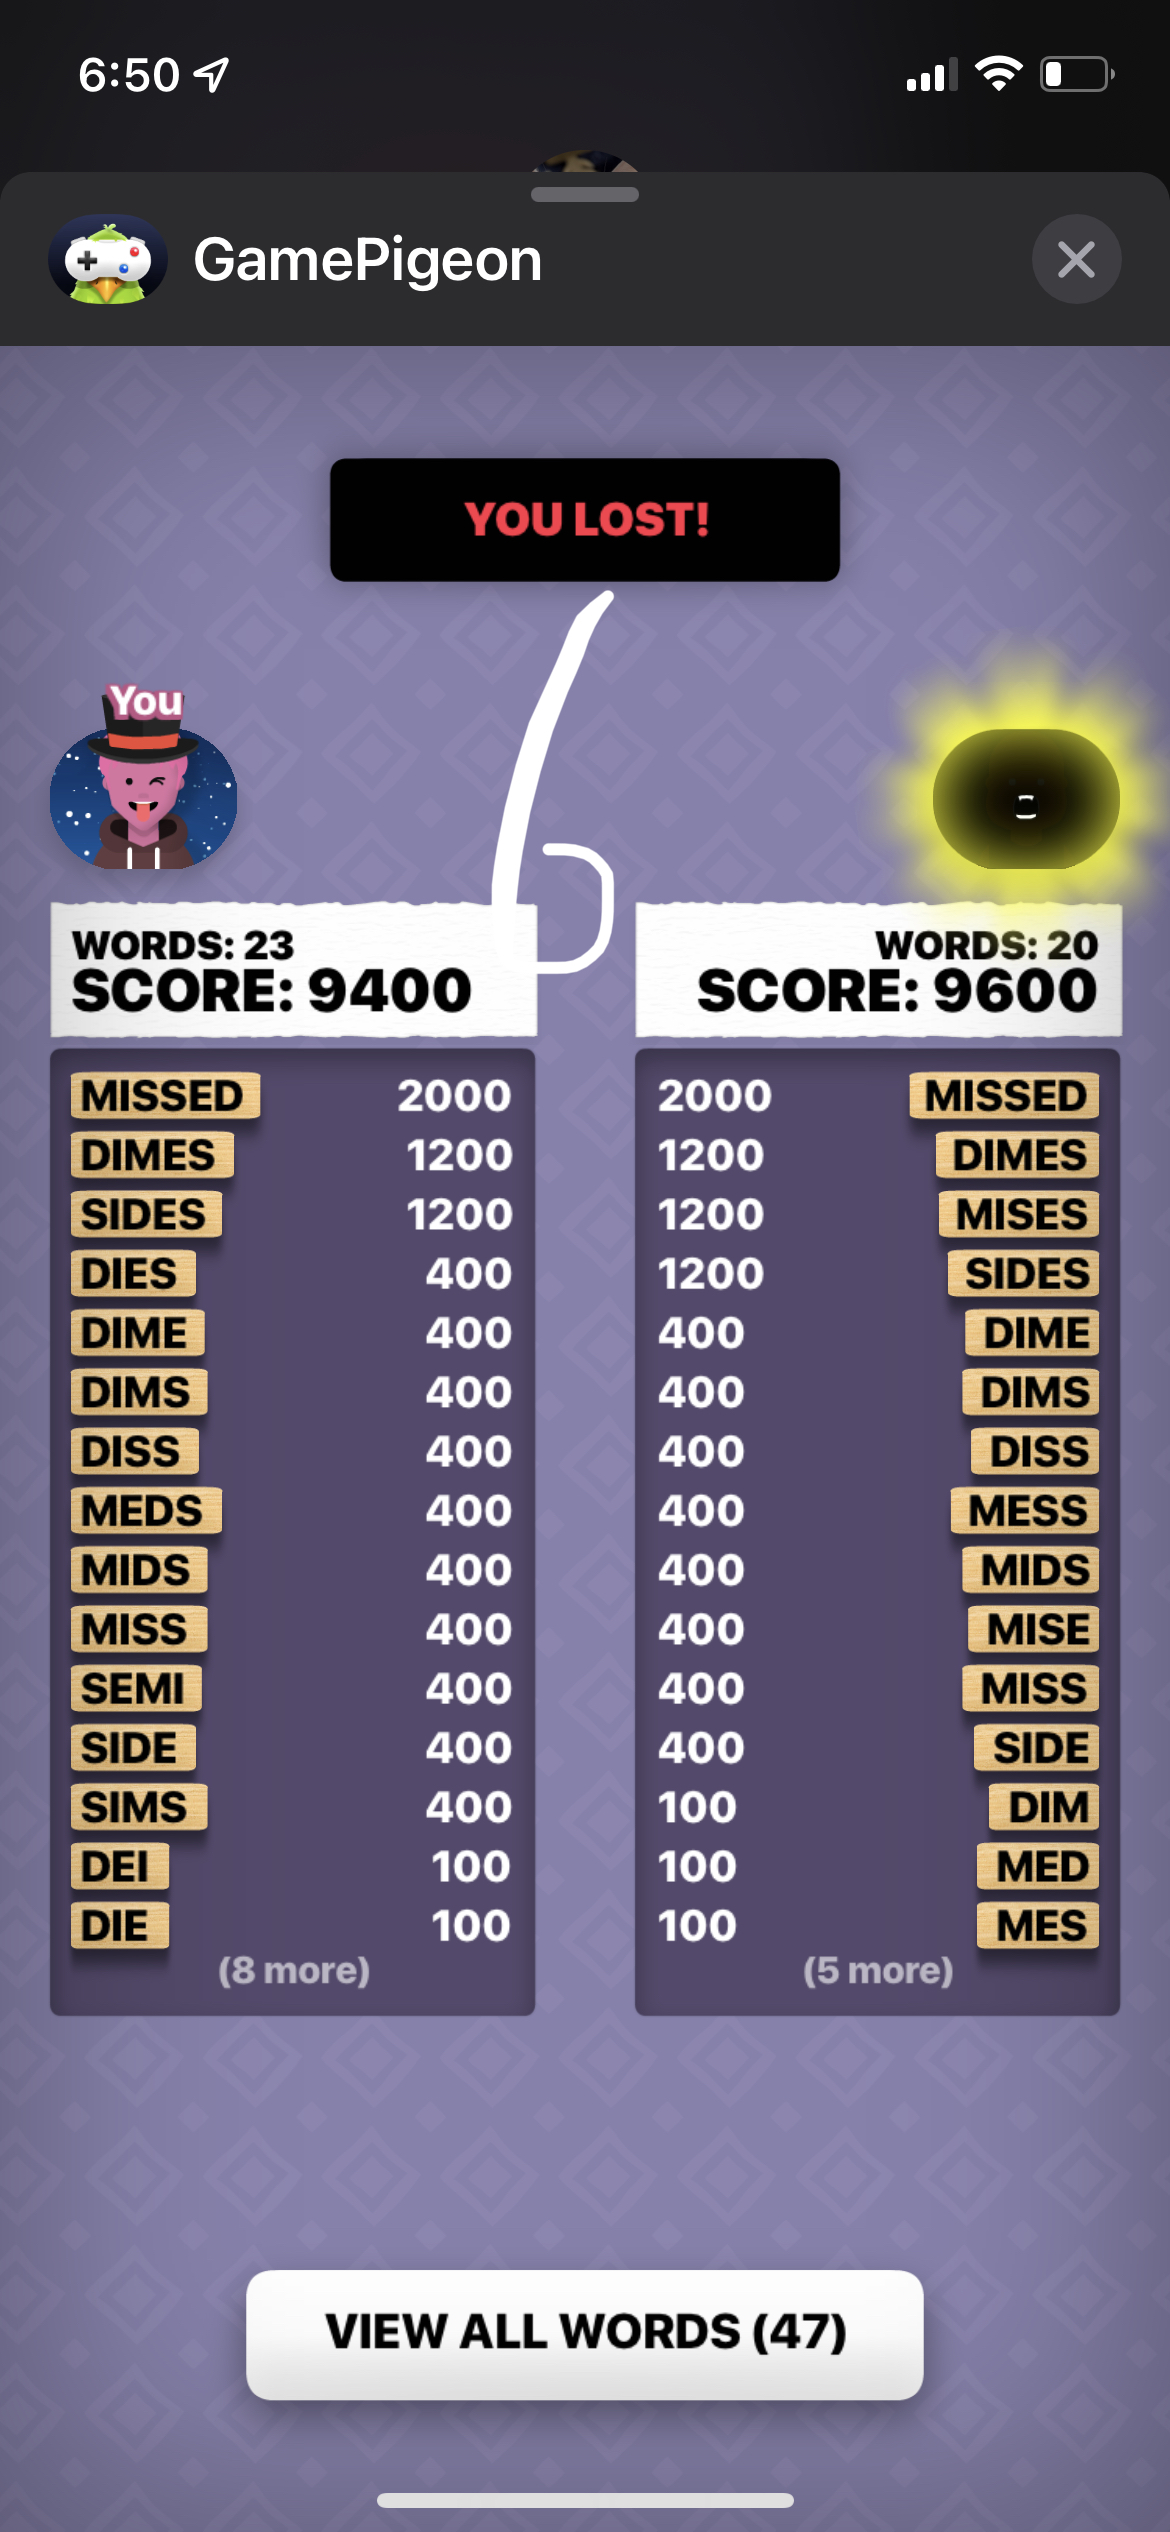 6:50
GamePigeon
YOU LOST!
6
You
WORDS: 23
SCORE: 9400
WORDS: 20
SCORE: 9600
MISSED 2000
DIMES 1200
SIDES 1200
DIES 400
DIME 400
DIMS 400
DISS 400
MEDS 400
MIDS 400
MISS 400
SEMI 400
SIDE 400
SIMS 400
DEI 100
DIE 100
(8 more)
2000 MISSED
1200 DIMES
1200 MISES
1200 SIDES
400 DIME
400 DIMS
400 DISS
400 MESS
400 MIDS
400 MISE
400 MISS
400 SIDE
100 DIM
100 MED
100 MES
(5 more)
VIEW ALL WORDS (47)